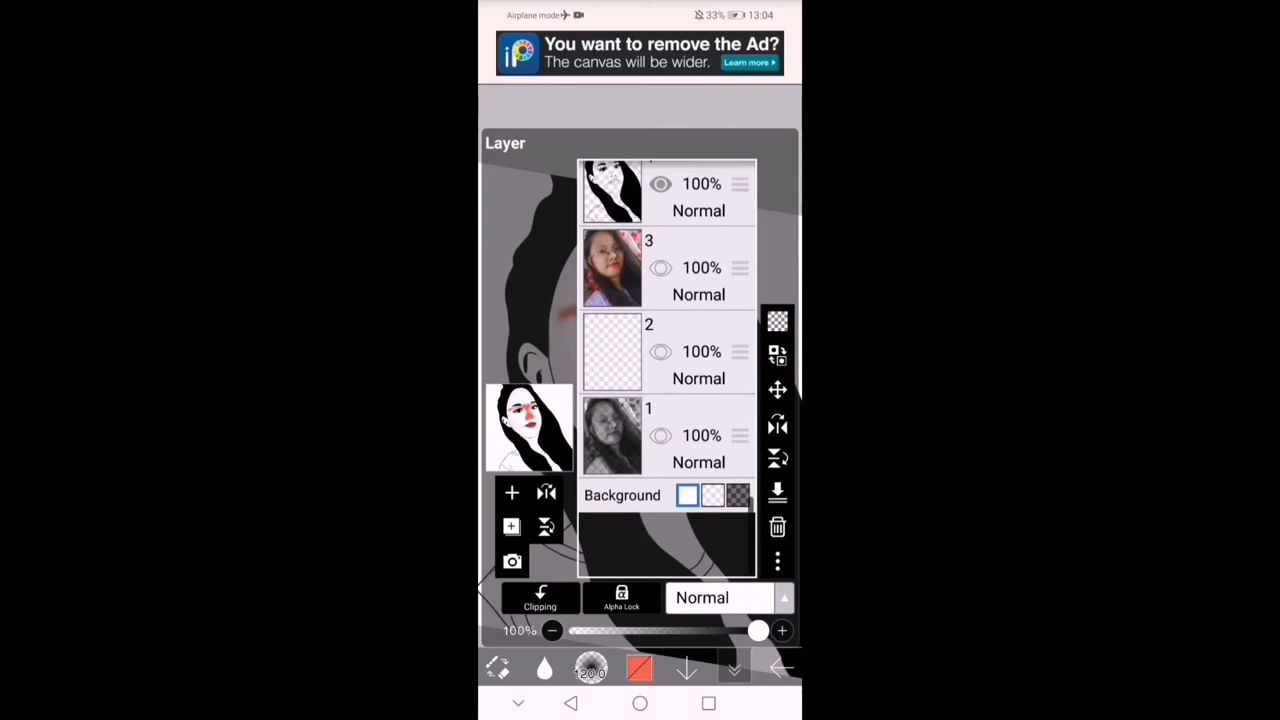 Airplane mode 33% 13:04
iP You want to remove the Ad?
The canvas will be wider. Learn more
Layer
100%
Normal
3
100%
Normal
2
100%
Normal
1
100%
Normal
Background
Clipping
α
Alpha Lock
Normal
100%
120.0